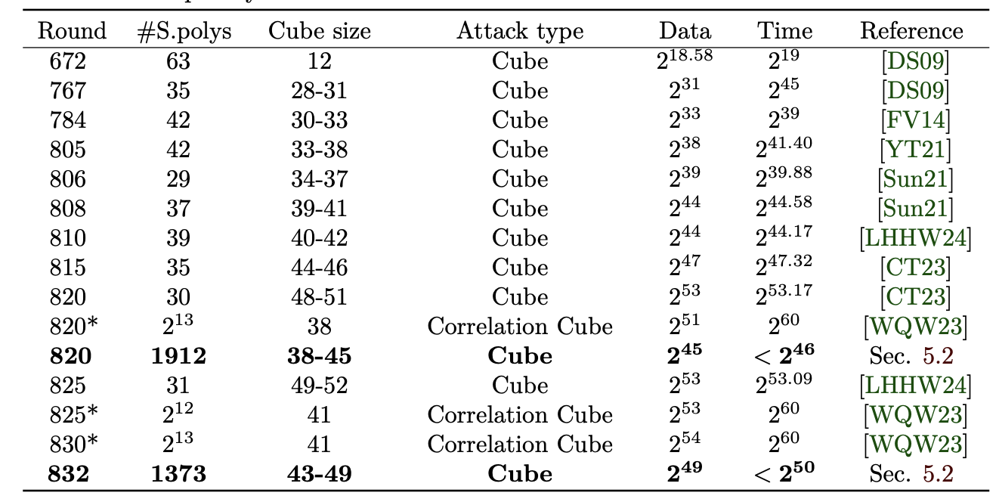 Round #S.polys Cube size Attack type Data Time Reference
672 63 12 Cube 2^18.58 2^19 [DS09]
767 35 28-31 Cube 2^31 2^45 [DS09]
784 42 30-33 Cube 2^33 2^39 [FV14]
805 42 33-38 Cube 2^38 2^41.40 [YT21]
806 29 34-37 Cube 2^39 2^39.88 [Sun21]
808 37 39-41 Cube 2^44 2^44.58 [Sun21]
810 39 40-42 Cube 2^44 2^44.17 [LHHW24]
815 35 44-46 Cube 2^47 2^47.32 [CT23]
820 30 48-51 Cube 2^53 2^53.17 [CT23]
820* 2^13 38 Correlation Cube 2^51 2^60 [WQW23]
820 1912 38-45 Cube 2^45 < 2^46 Sec. 5.2
825 31 49-52 Cube 2^53 2^53.09 [LHHW24]
825* 2^12 41 Correlation Cube 2^53 2^60 [WQW23]
830* 2^13 41 Correlation Cube 2^54 2^60 [WQW23]
832 1373 43-49 Cube 2^49 < 2^50 Sec. 5.2